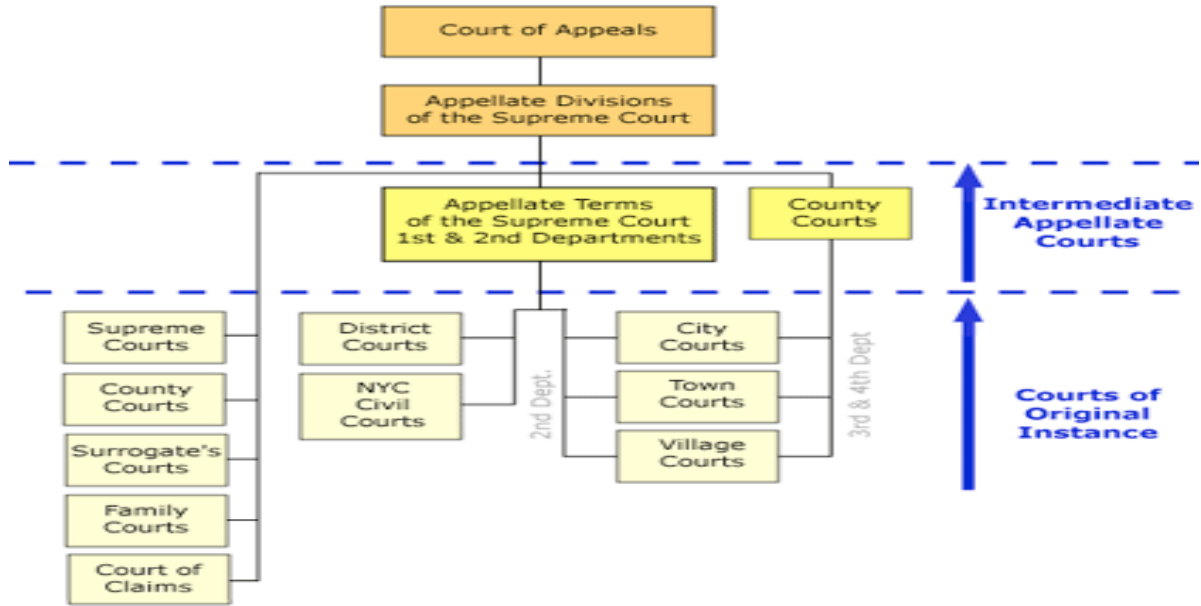 Court of Appeals
Appellate Divisions
of the Supreme Court
Appellate Terms
of the Supreme Court
1st & 2nd Departments
County
Courts
Intermediate
Appellate
Courts
Supreme
Courts
County
Courts
Surrogate's
Courts
Family
Courts
Court of
Claims
District
Courts
NYC
Civil
Courts
2nd Dept.
City
Courts
Town
Courts
Village
Courts
3rd & 4th Dept
Courts of
Original
Instance